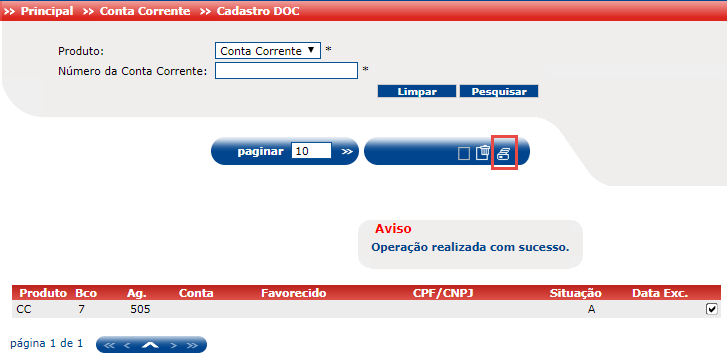 >> Principal >> Conta Corrente >> Cadastro DOC
Produto: Conta Corrente ▼ *
Número da Conta Corrente: *
Limpar Pesquisar
paginar 10 >>
Aviso
Operação realizada com sucesso.
Produto Bco Ag. Conta Favorecido CPF/CNPJ Situação Data Exc.
CC 7 505 A
página 1 de 1 << < > >>